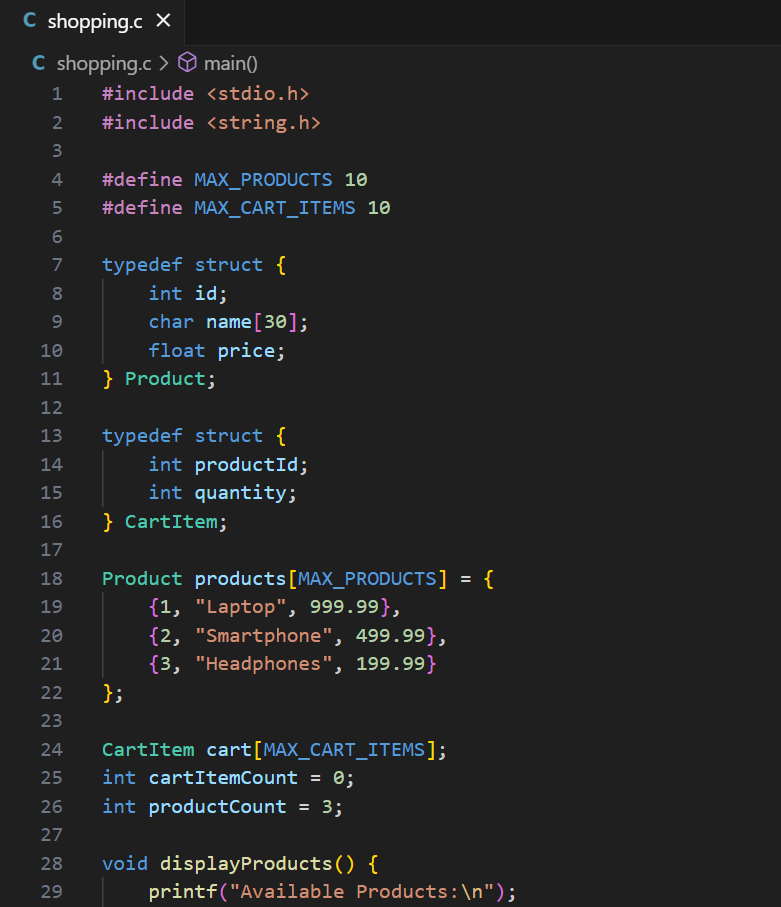 C shopping.c ×
C shopping.c > main()
1 #include <stdio.h>
2 #include <string.h>
3
4 #define MAX_PRODUCTS 10
5 #define MAX_CART_ITEMS 10
6
7 typedef struct {
8     int id;
9     char name[30];
10     float price;
11 } Product;
12
13 typedef struct {
14     int productId;
15     int quantity;
16 } CartItem;
17
18 Product products[MAX_PRODUCTS] = {
19     {1, "Laptop", 999.99},
20     {2, "Smartphone", 499.99},
21     {3, "Headphones", 199.99}
22 };
23
24 CartItem cart[MAX_CART_ITEMS];
25 int cartItemCount = 0;
26 int productCount = 3;
27
28 void displayProducts() {
29     printf("Available Products:\n");